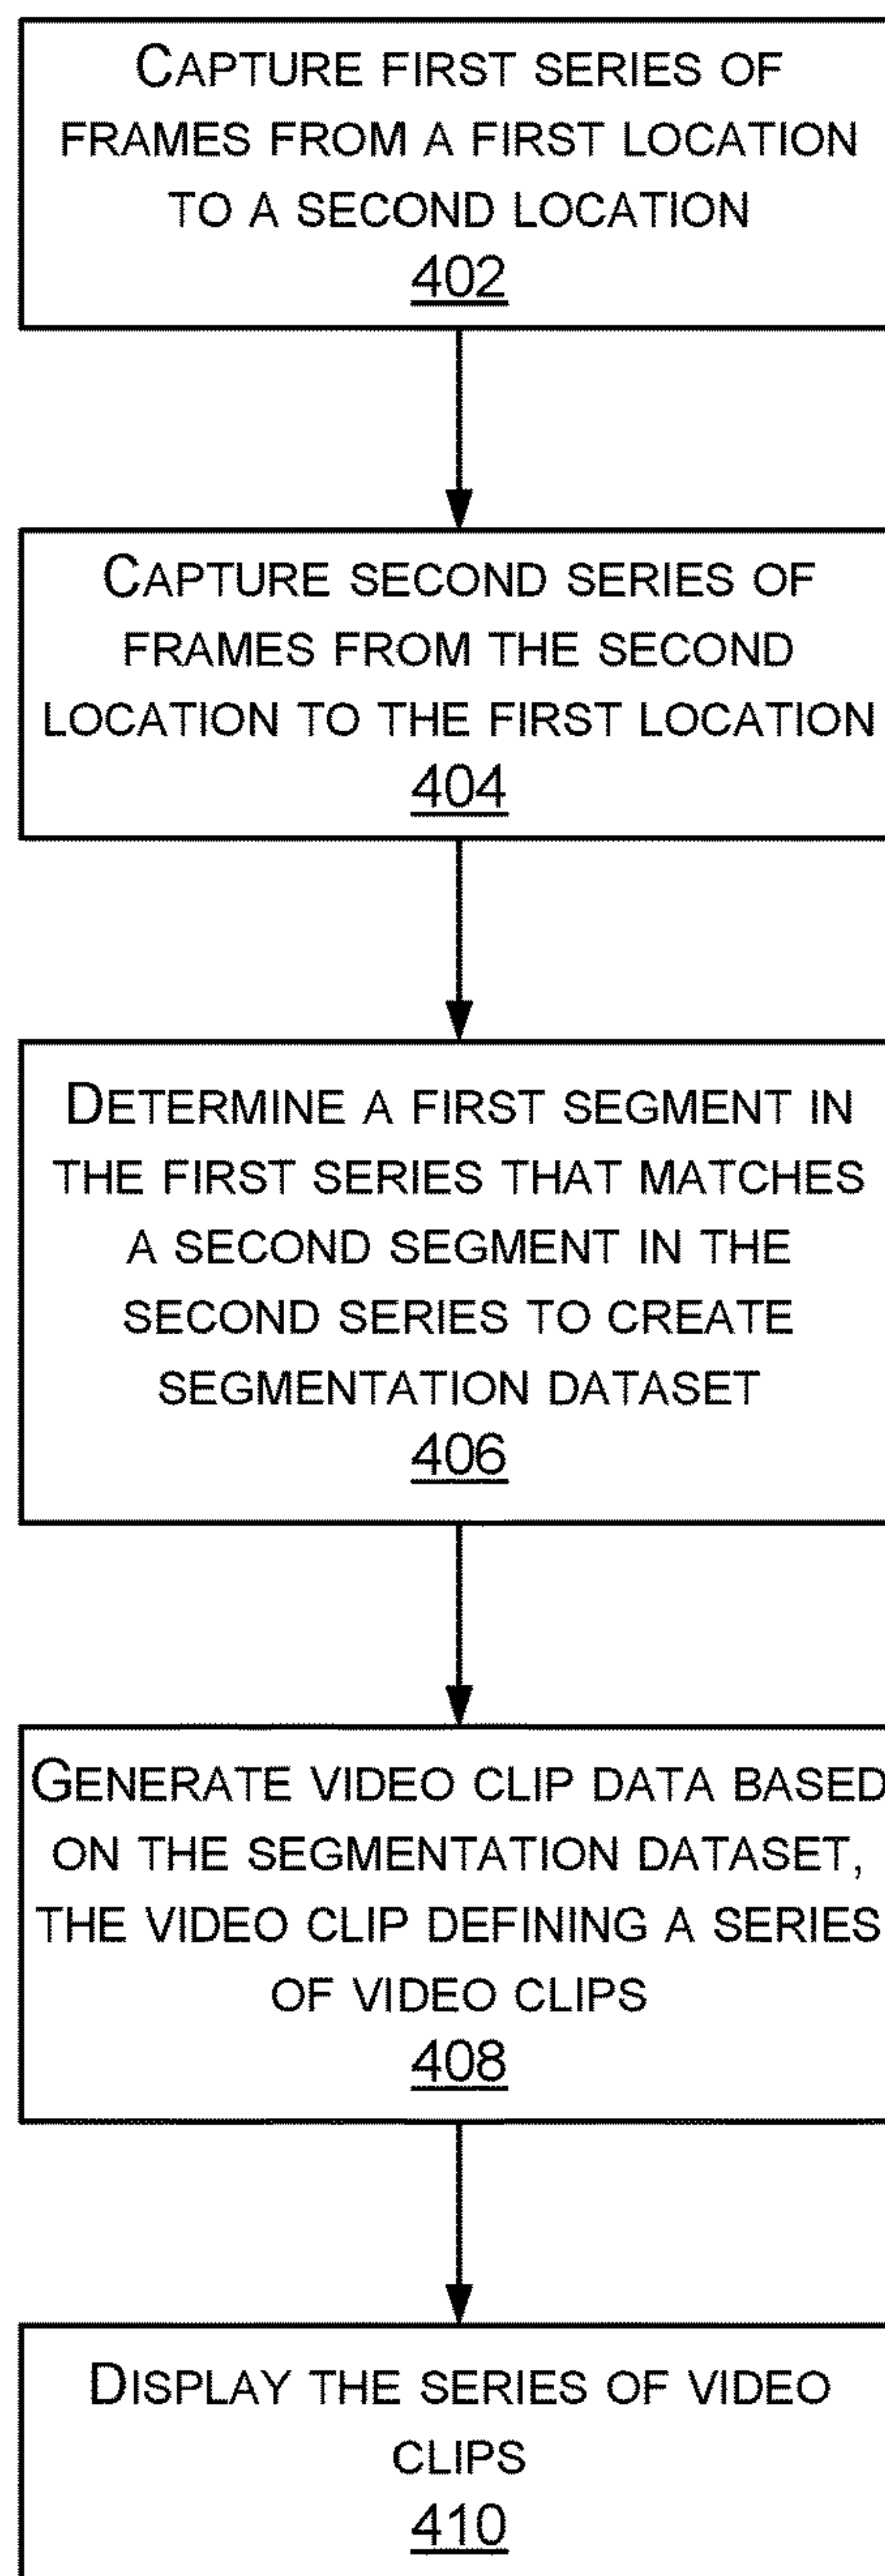 CAPTURE FIRST SERIES OF
FRAMES FROM A FIRST LOCATION
TO A SECOND LOCATION
402
CAPTURE SECOND SERIES OF
FRAMES FROM THE SECOND
LOCATION TO THE FIRST LOCATION
404
DETERMINE A FIRST SEGMENT IN
THE FIRST SERIES THAT MATCHES
A SECOND SEGMENT IN THE
SECOND SERIES TO CREATE
SEGMENTATION DATASET
406
GENERATE VIDEO CLIP DATA BASED
ON THE SEGMENTATION DATASET,
THE VIDEO CLIP DEFINING A SERIES
OF VIDEO CLIPS
408
DISPLAY THE SERIES OF VIDEO
CLIPS
410